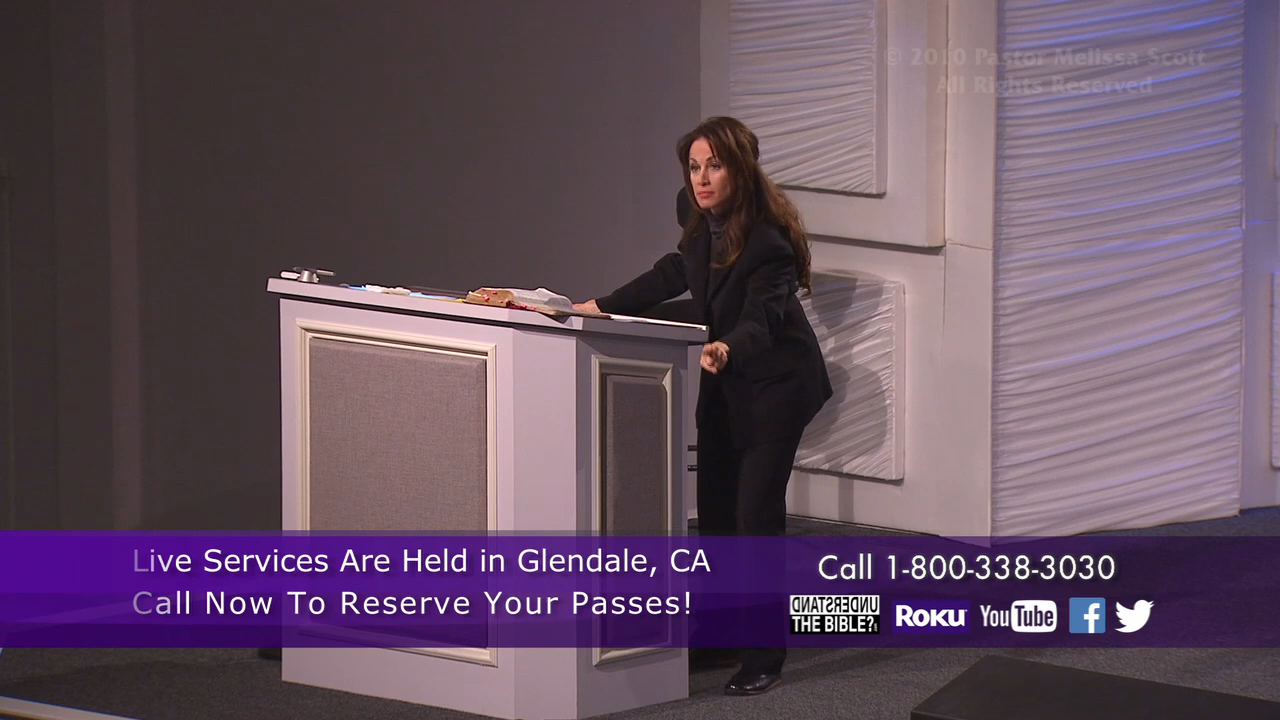 © 2010 Pastor Melissa Scott
All Rights Reserved
Live Services Are Held in Glendale, CA
Call Now To Reserve Your Passes!
Call 1-800-338-3030
UNDERSTAND
THE BIBLE?
ROKU
YouTube
f